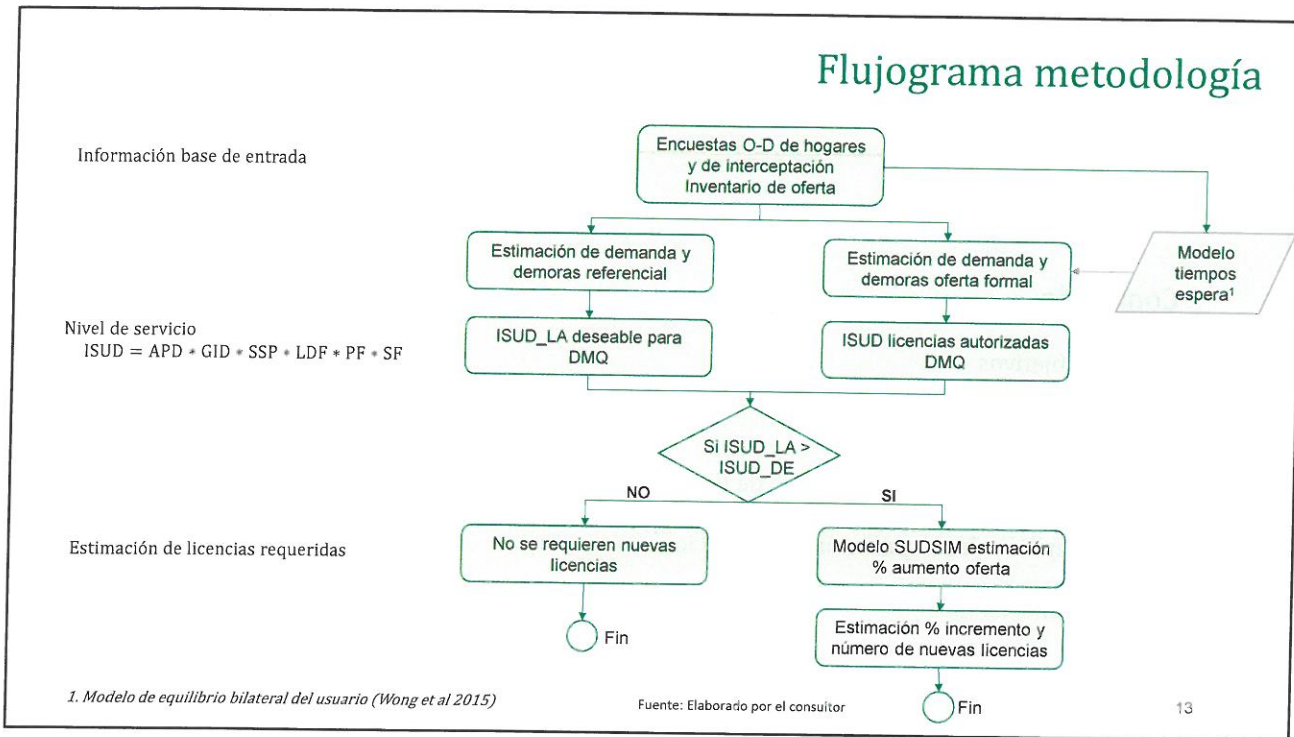 Flujograma metodología
Información base de entrada
Encuestas O-D de hogares
y de interceptación
Inventario de oferta
Estimación de demanda y
demoras referencial
Estimación de demanda y
demoras oferta formal
Modelo
tiempos
espera¹
Nivel de servicio
ISUD = APD * GID * SSP * LDF * PF * SF
ISUD_LA deseable para
DMQ
ISUD licencias autorizadas
DMQ
Si ISUD_LA >
ISUD_DE
NO
SI
Estimación de licencias requeridas
No se requieren nuevas
licencias
Modelo SUDSIM estimación
% aumento oferta
Fin
Estimación % incremento y
número de nuevas licencias
Fin
1. Modelo de equilibrio bilateral del usuario (Wong et al 2015)
Fuente: Elaborado por el consultor
13